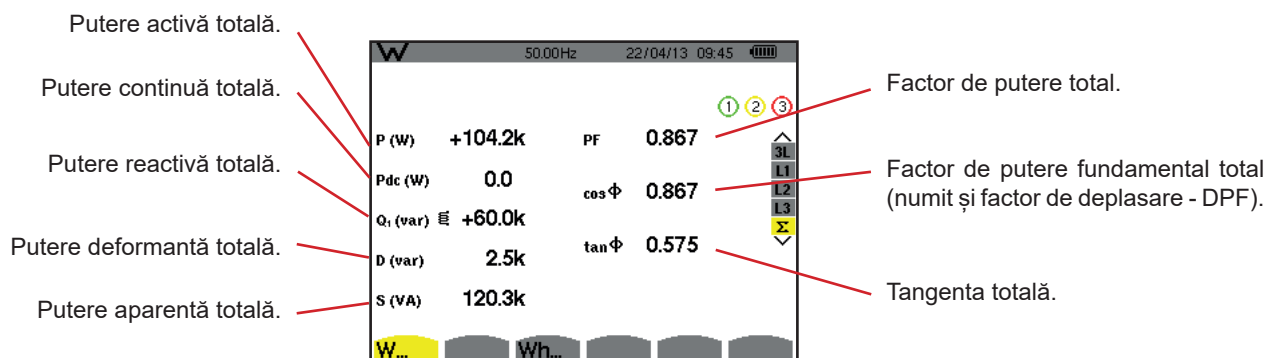 Putere activă totală.
Putere continuă totală.
Putere reactivă totală.
Putere deformantă totală.
Putere aparentă totală.
W 50.00Hz 22/04/13 09:45
1 2 3
P (W) +104.2k PF 0.867
Pdc (W) 0.0 cos Φ 0.867
Q₁ (var) +60.0k tan Φ 0.575
D (var) 2.5k
S (VA) 120.3k
3L
L1
L2
L3
Σ
W... Wh...
Factor de putere total.
Factor de putere fundamental total
(numit și factor de deplasare - DPF).
Tangenta totală.